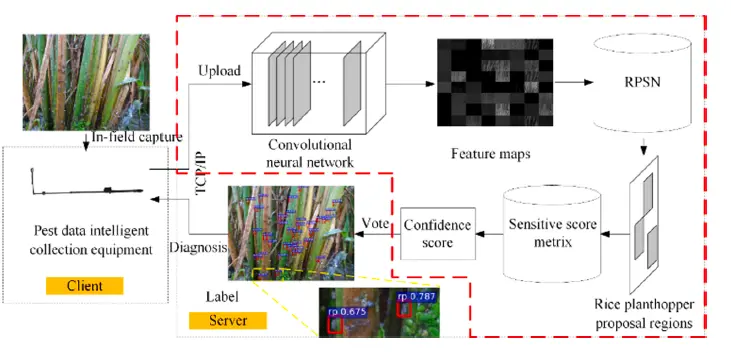 Upload
...
Convolutional
neural network
Feature maps
RPSN
In-field capture
TCP/IP
Pest data intelligent
collection equipment
Client
Diagnosis
Vote
Confidence
score
Sensitive score
metrix
Rice planthopper
proposal regions
Label
Server
rp 0.675
rp 0.787